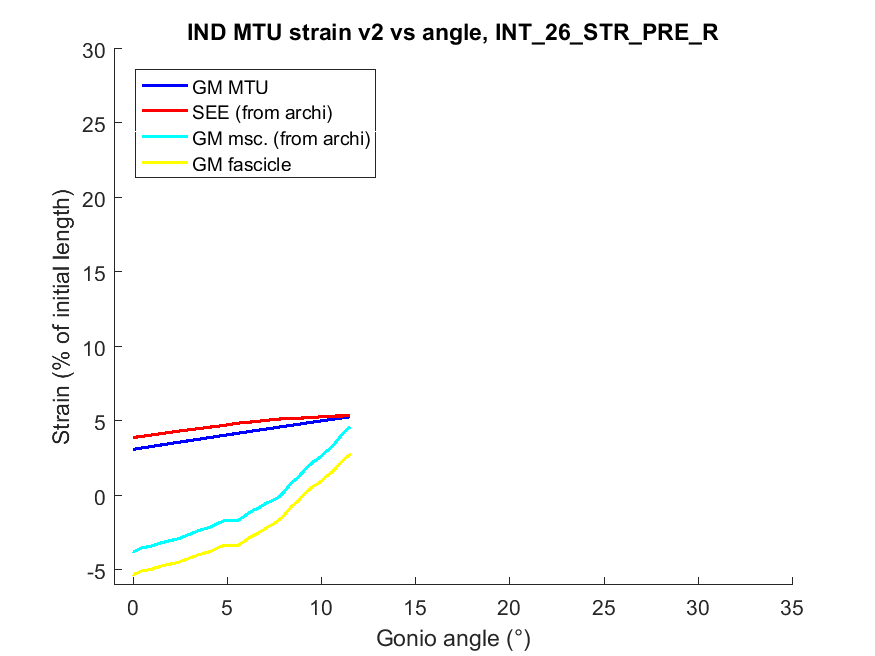 IND MTU strain v2 vs angle, INT_26_STR_PRE_R
30
25
20
15
10
5
0
-5
Strain (% of initial length)
GM MTU
SEE (from archi)
GM msc. (from archi)
GM fascicle
0 5 10 15 20 25 30 35
Gonio angle (°)